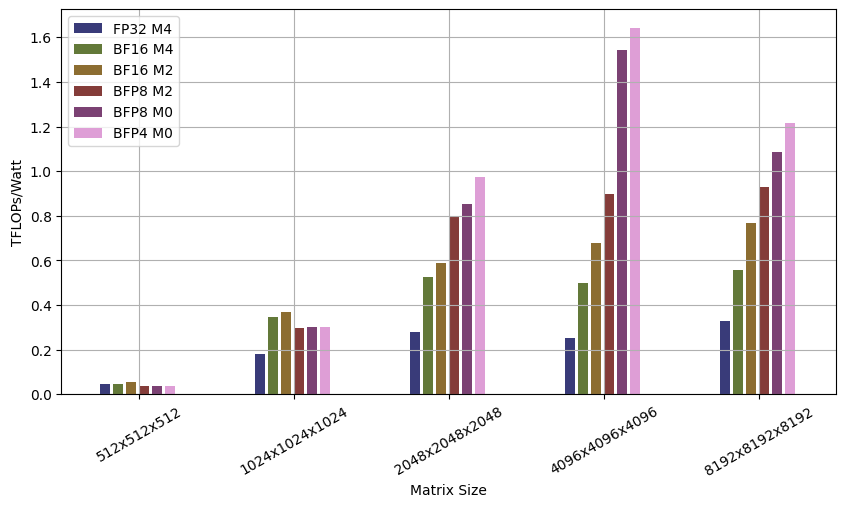 FP32 M4
BF16 M4
BF16 M2
BFP8 M2
BFP8 M0
BFP4 M0
TFLOPs/Watt
1.6
1.4
1.2
1.0
0.8
0.6
0.4
0.2
0.0
512x512x512
1024x1024x1024
2048x2048x2048
4096x4096x4096
8192x8192x8192
Matrix Size